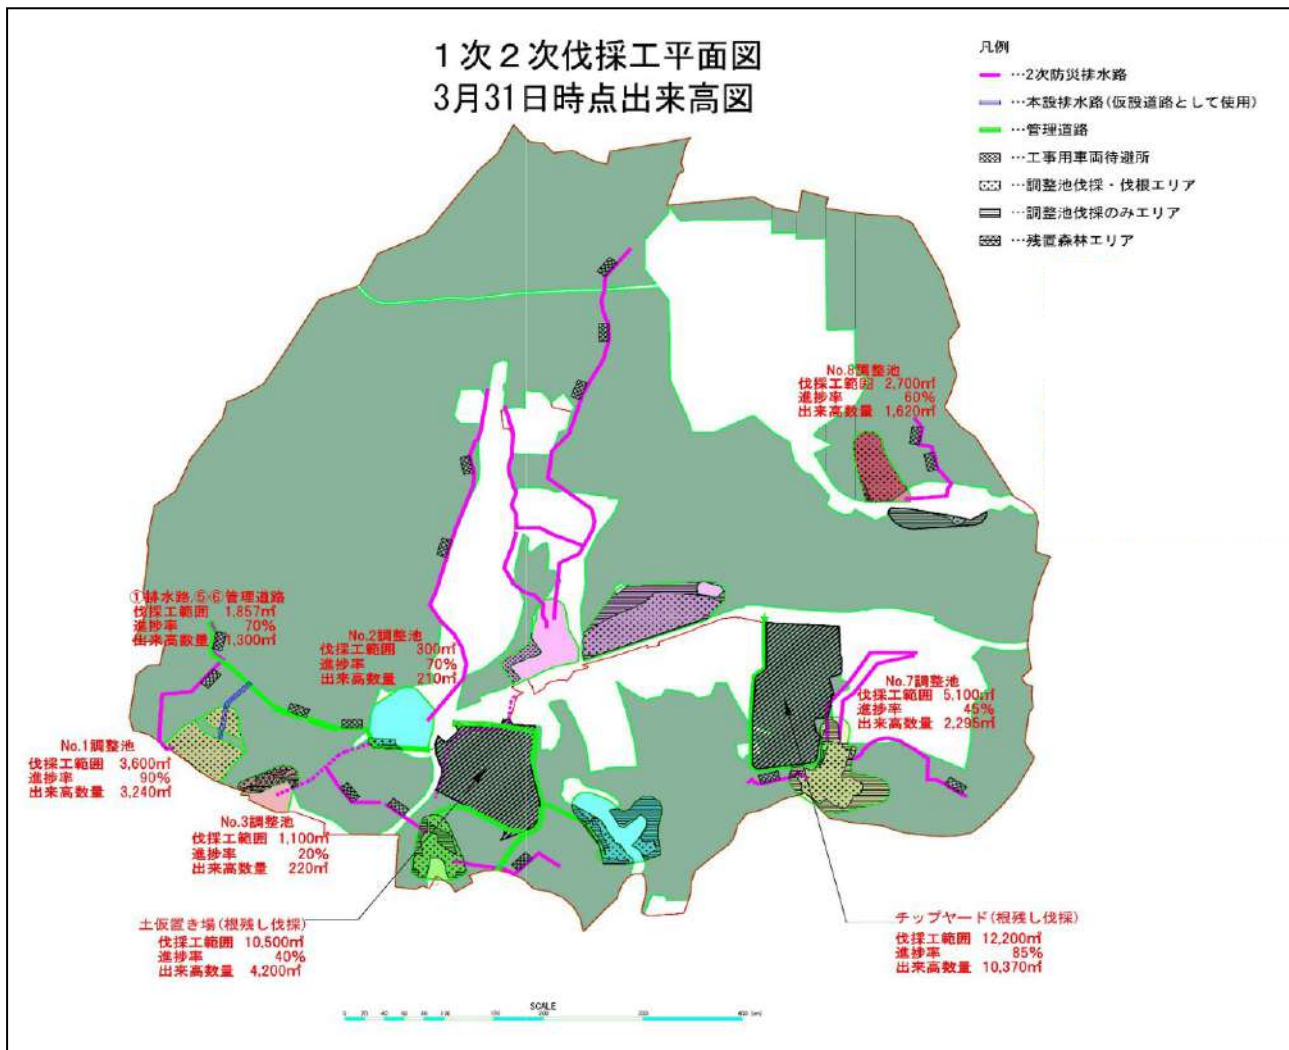 1次2次伐採工平面図
3月31日時点出来高図
凡例
…2次防災排水路
…本設排水路(仮設道路として使用)
…管理道路
…工事用車両待避所
…調整池伐採・伐根エリア
…調整池伐採のみエリア
…残置森林エリア
No.8調整池
伐採工範囲 2,700㎡
進捗率 60%
出来高数量 1,620㎡
①排水路,⑤⑥管理道路
伐採工範囲 1,857㎡
進捗率 70%
出来高数量 1,300㎡
No.2調整池
伐採工範囲 300㎡
進捗率 70%
出来高数量 210㎡
No.7調整池
伐採工範囲 5,100㎡
進捗率 45%
出来高数量 2,295㎡
No.1調整池
伐採工範囲 3,600㎡
進捗率 90%
出来高数量 3,240㎡
No.3調整池
伐採工範囲 1,100㎡
進捗率 20%
出来高数量 220㎡
土仮置き場(根残し伐採)
伐採工範囲 10,500㎡
進捗率 40%
出来高数量 4,200㎡
チップヤード(根残し伐採)
伐採工範囲 12,200㎡
進捗率 85%
出来高数量 10,370㎡
SCALE